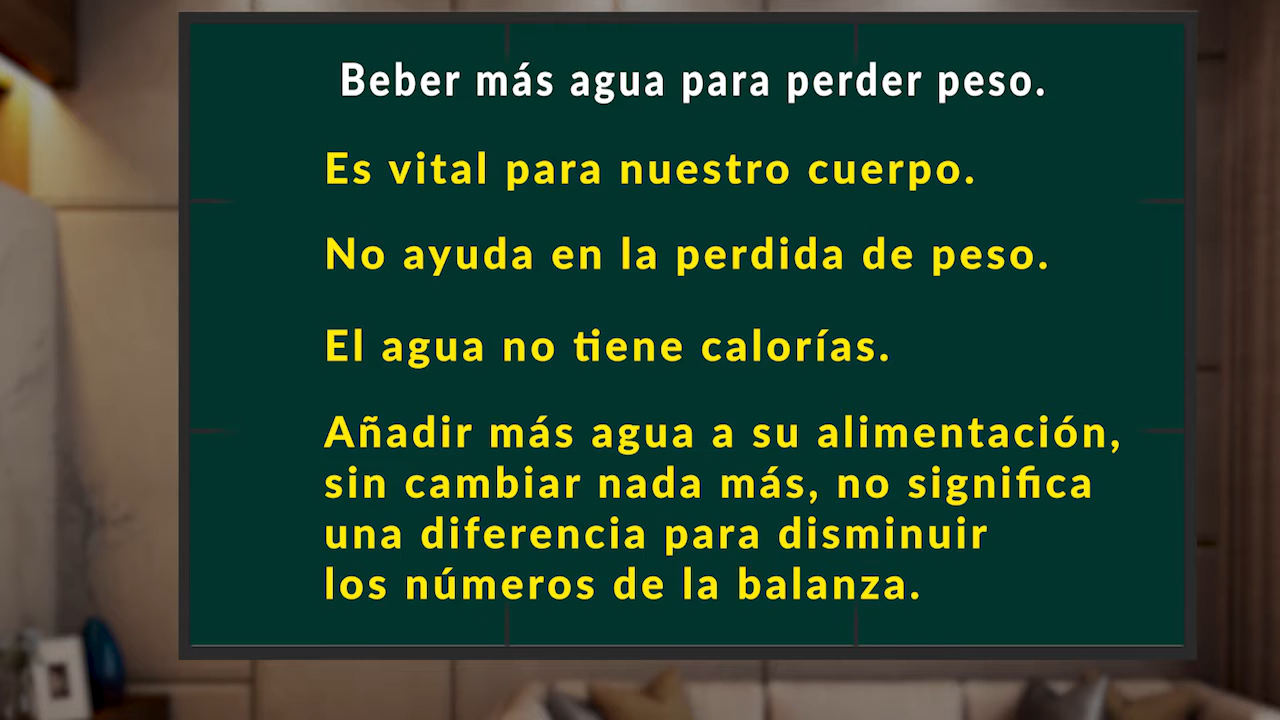 Beber más agua para perder peso.
Es vital para nuestro cuerpo.
No ayuda en la perdida de peso.
El agua no tiene calorías.
Añadir más agua a su alimentación,
sin cambiar nada más, no significa
una diferencia para disminuir
los números de la balanza.